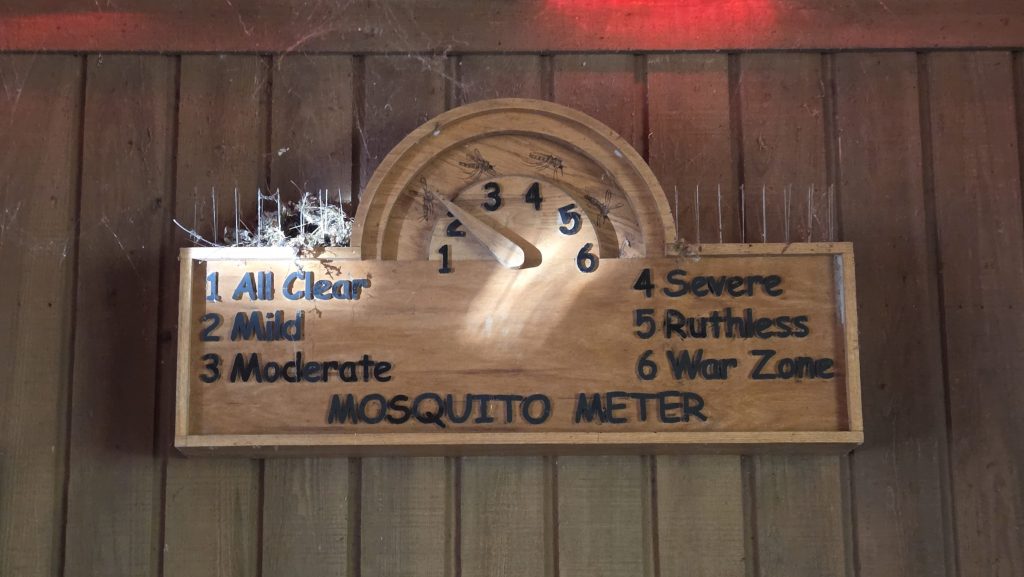 1 2 3 4 5 6
1 All Clear
2 Mild
3 Moderate
4 Severe
5 Ruthless
6 War Zone
MOSQUITO METER